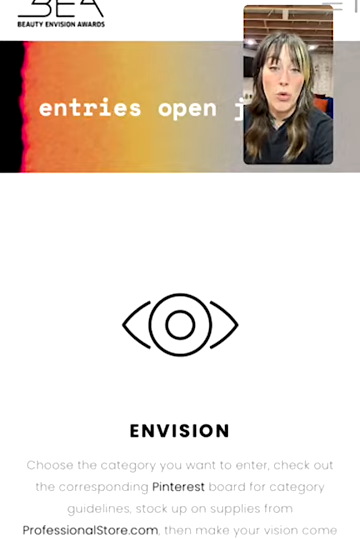 BEA
BEAUTY ENVISION AWARDS
entries open j
ENVISION
Choose the category you want to enter, check out
the corresponding Pinterest board for category
guidelines, stock up on supplies from
ProfessionalStore.com, then make your vision come